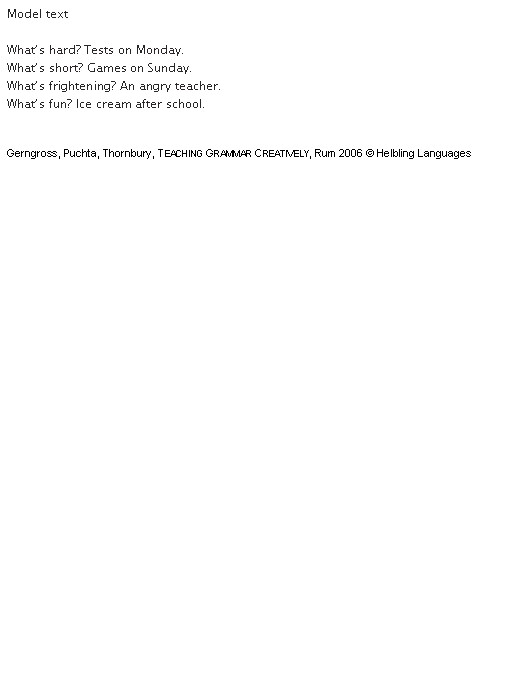 Model text
What's hard? Tests on Monday.
What's short? Games on Sunday.
What's frightening? An angry teacher.
What's fun? Ice cream after school.
Gerngross, Puchta, Thornbury, TEACHING GRAMMAR CREATIVELY, Rum 2006 © Helbling Languages